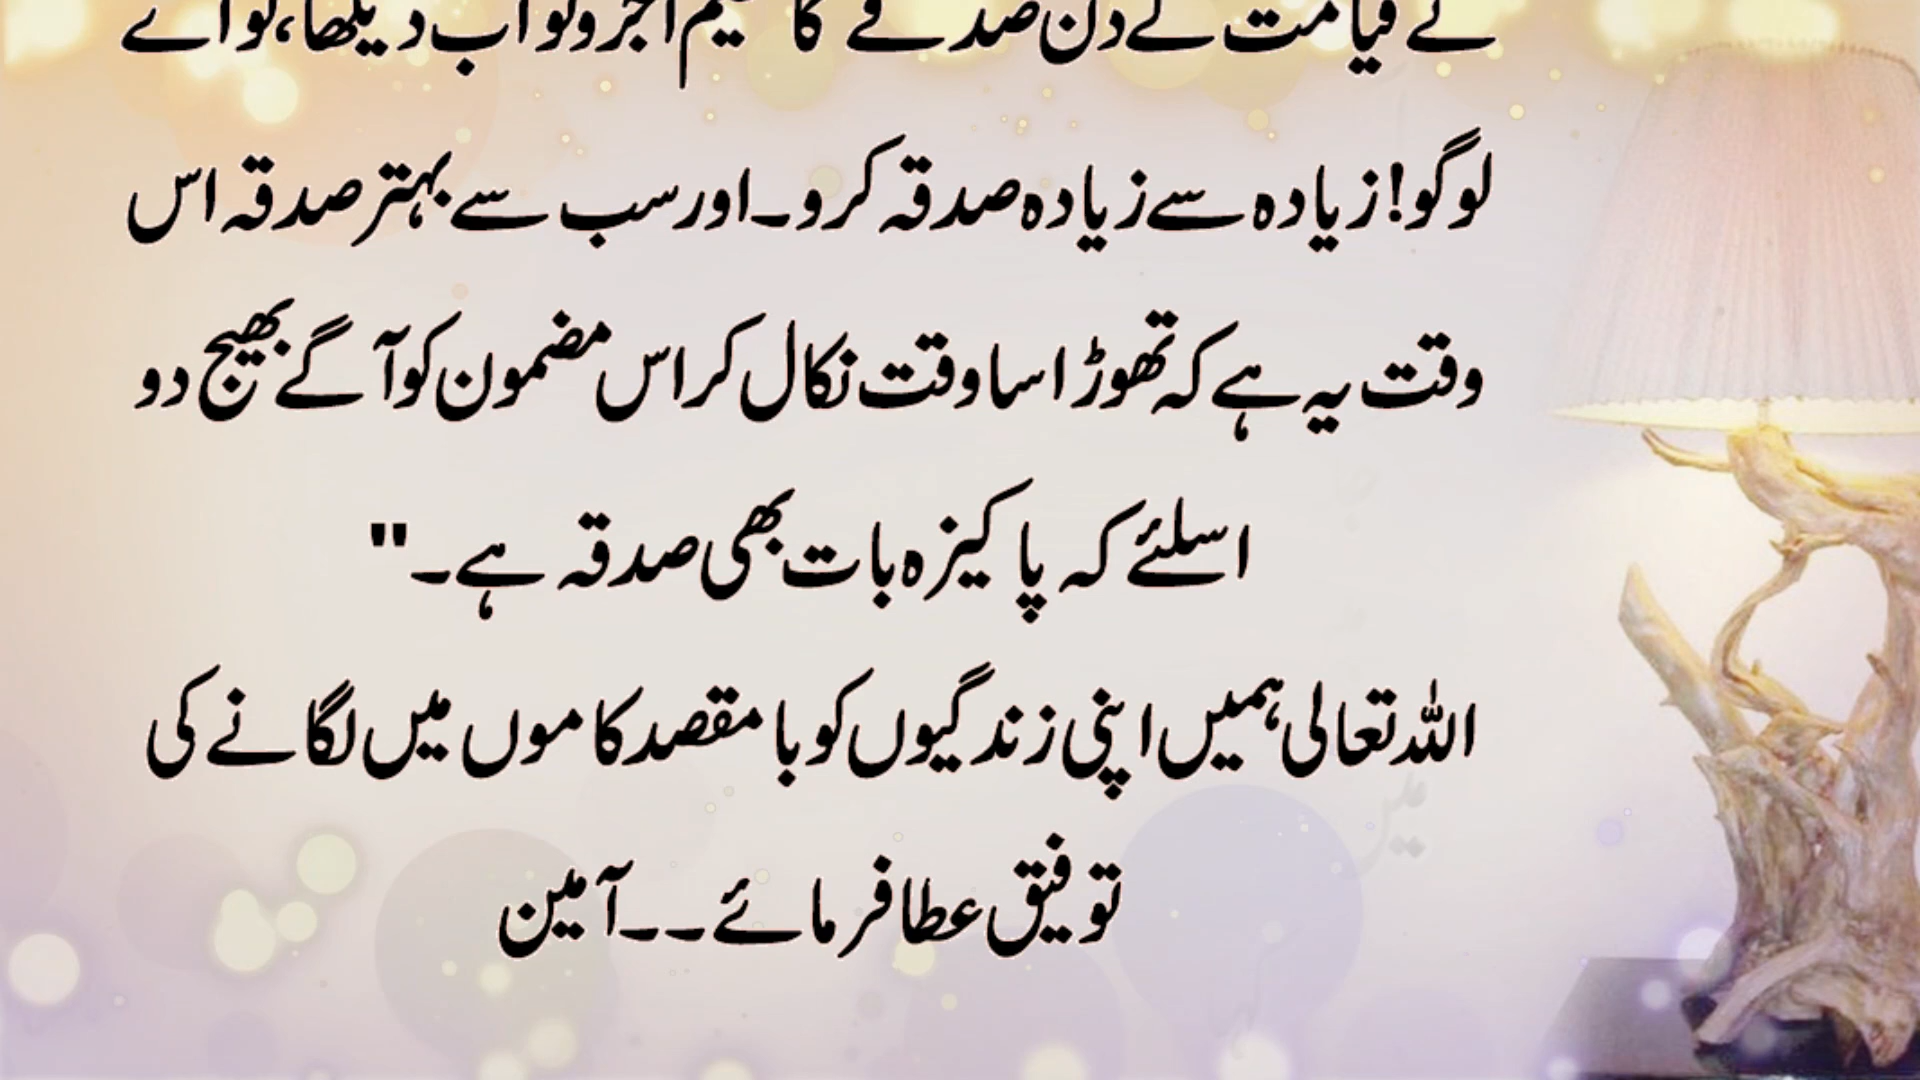 نے قیامت کے دن صدقے کا عظیم اجر و ثواب دیکھا، تو اے
لوگو! زیادہ سے زیادہ صدقہ کرو۔ اور سب سے بہتر صدقہ اس
وقت یہ ہے کہ تھوڑا سا وقت نکال کر اس مضمون کو آگے بھیج دو
اسلئے کہ پاکیزہ بات بھی صدقہ ہے۔"
اللہ تعالی ہمیں اپنی زندگیوں کو با مقصد کاموں میں لگانے کی
توفیق عطا فرمائے۔۔آمین